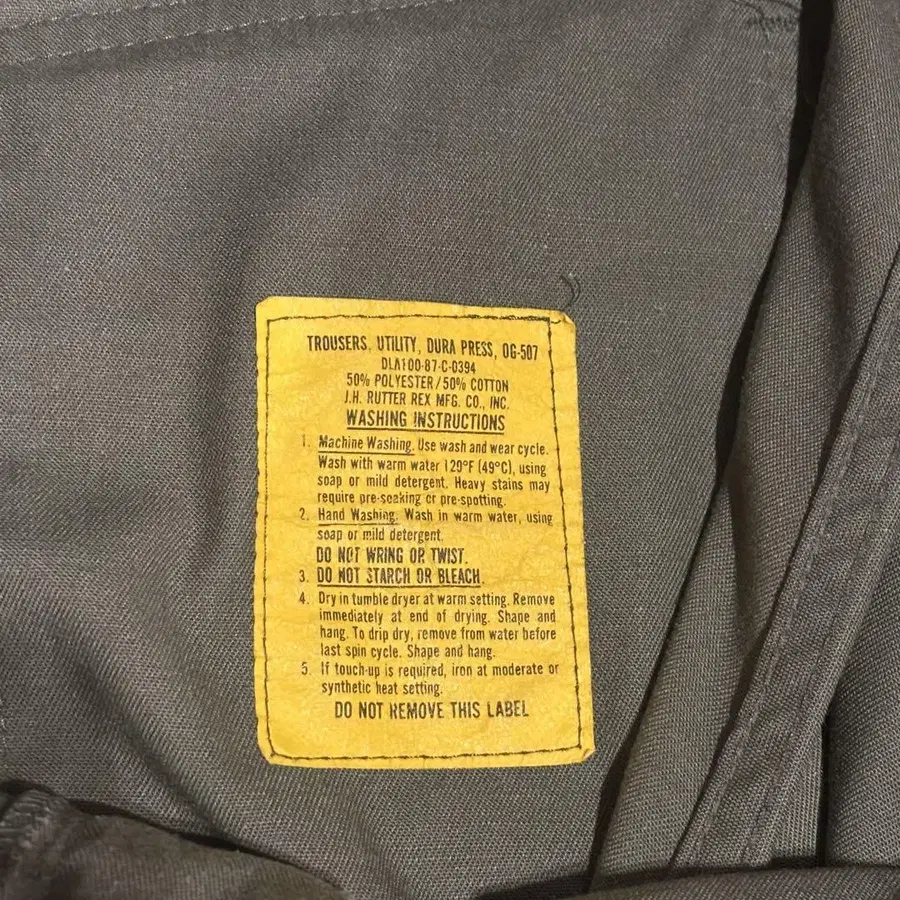 TROUSERS, UTILITY, DURA PRESS, OG-507
DLA100-87-C-0394
50% POLYESTER/50% COTTON
J.H. RUTTER REX MFG. CO., INC.
WASHING INSTRUCTIONS
1. Machine Washing. Use wash and wear cycle.
Wash with warm water 129°F (49°C), using
soap or mild detergent. Heavy stains may
require pre-soaking or pre-spotting.
2. Hand Washing. Wash in warm water, using
soap or mild detergent.
DO NOT WRING OR TWIST.
3. DO NOT STARCH OR BLEACH.
4. Dry in tumble dryer at warm setting. Remove
immediately at end of drying. Shape and
hang. To drip dry, remove from water before
last spin cycle. Shape and hang.
5. If touch-up is required, iron at moderate or
synthetic heat setting.
DO NOT REMOVE THIS LABEL